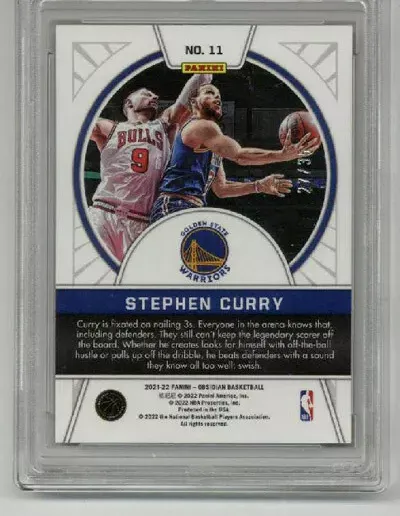 NO. 11
PANINI
BULLS
9
GOLDEN STATE
WARRIORS
STEPHEN CURRY
Curry is fixated on nailing 3s. Everyone in the arena knows that,
including defenders. They still can't keep the legendary scorer off
the board. Whether he creates looks for himself with off-the-ball
hustle or pulls up off the dribble, he beats defenders with a sound
they know all too well: swish.
2021-22 PANINI – OBSIDIAN BASKETBALL
© 2022 Panini America, Inc.
© 2022 NBA Properties, Inc.
Produced in the USA.
© 2022 the National Basketball Players Association.
All rights reserved.